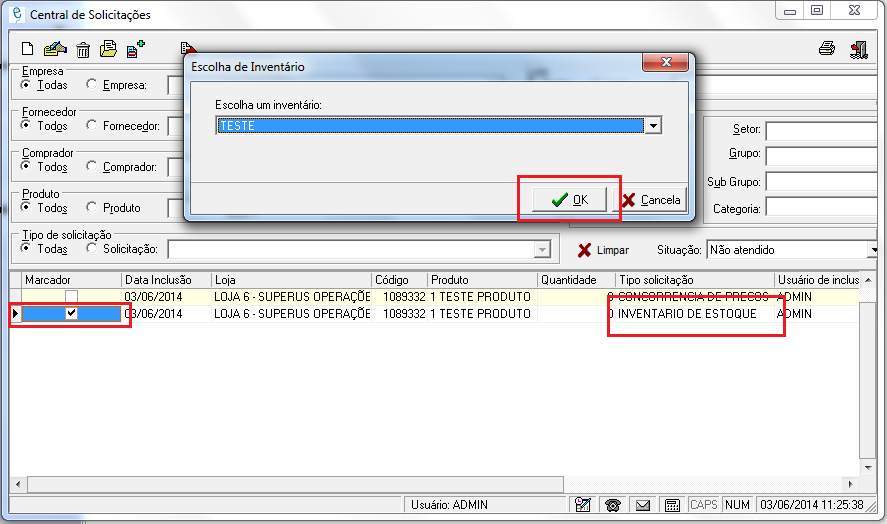 Central de Solicitações
Escolha de Inventário
Escolha um inventário:
TESTE
OK
Cancela
Empresa
Todas
Empresa:
Fornecedor
Todos
Fornecedor:
Comprador
Todos
Comprador:
Produto
Todos
Produto
Setor:
Grupo:
Sub Grupo:
Categoria:
Tipo de solicitação
Todas
Solicitação:
Limpar
Situação:
Não atendido
Marcador Data Inclusão Loja Código Produto Quantidade Tipo solicitação Usuário de inclus
03/06/2014 LOJA 6 - SUPERUS OPERAÇÕE 1089332 1 TESTE PRODUTO 0 CONCORRENCIA DE PRECOS ADMIN
03/06/2014 LOJA 6 - SUPERUS OPERAÇÕE 1089332 1 TESTE PRODUTO 0 INVENTARIO DE ESTOQUE ADMIN
Usuário: ADMIN
CAPS
NUM
03/06/2014 11:25:38